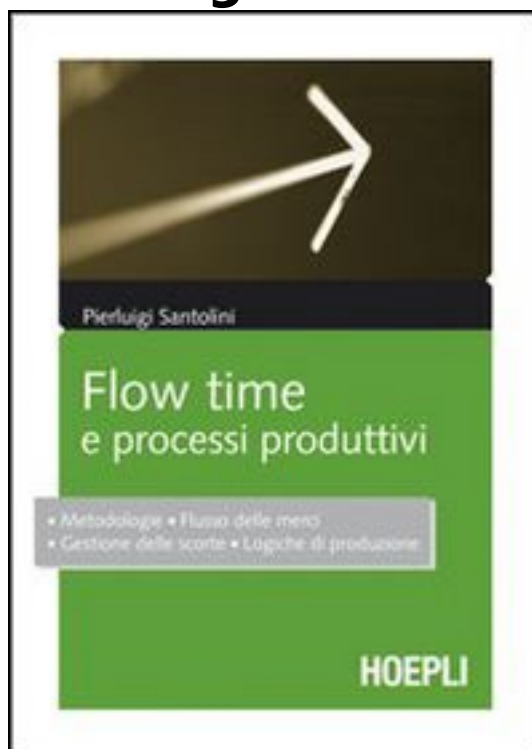 Pierluigi Santolini
Flow time
e processi produttivi
• Metodologie • Flusso delle merci
• Gestione delle scorte • Logiche di produzione
HOEPLI